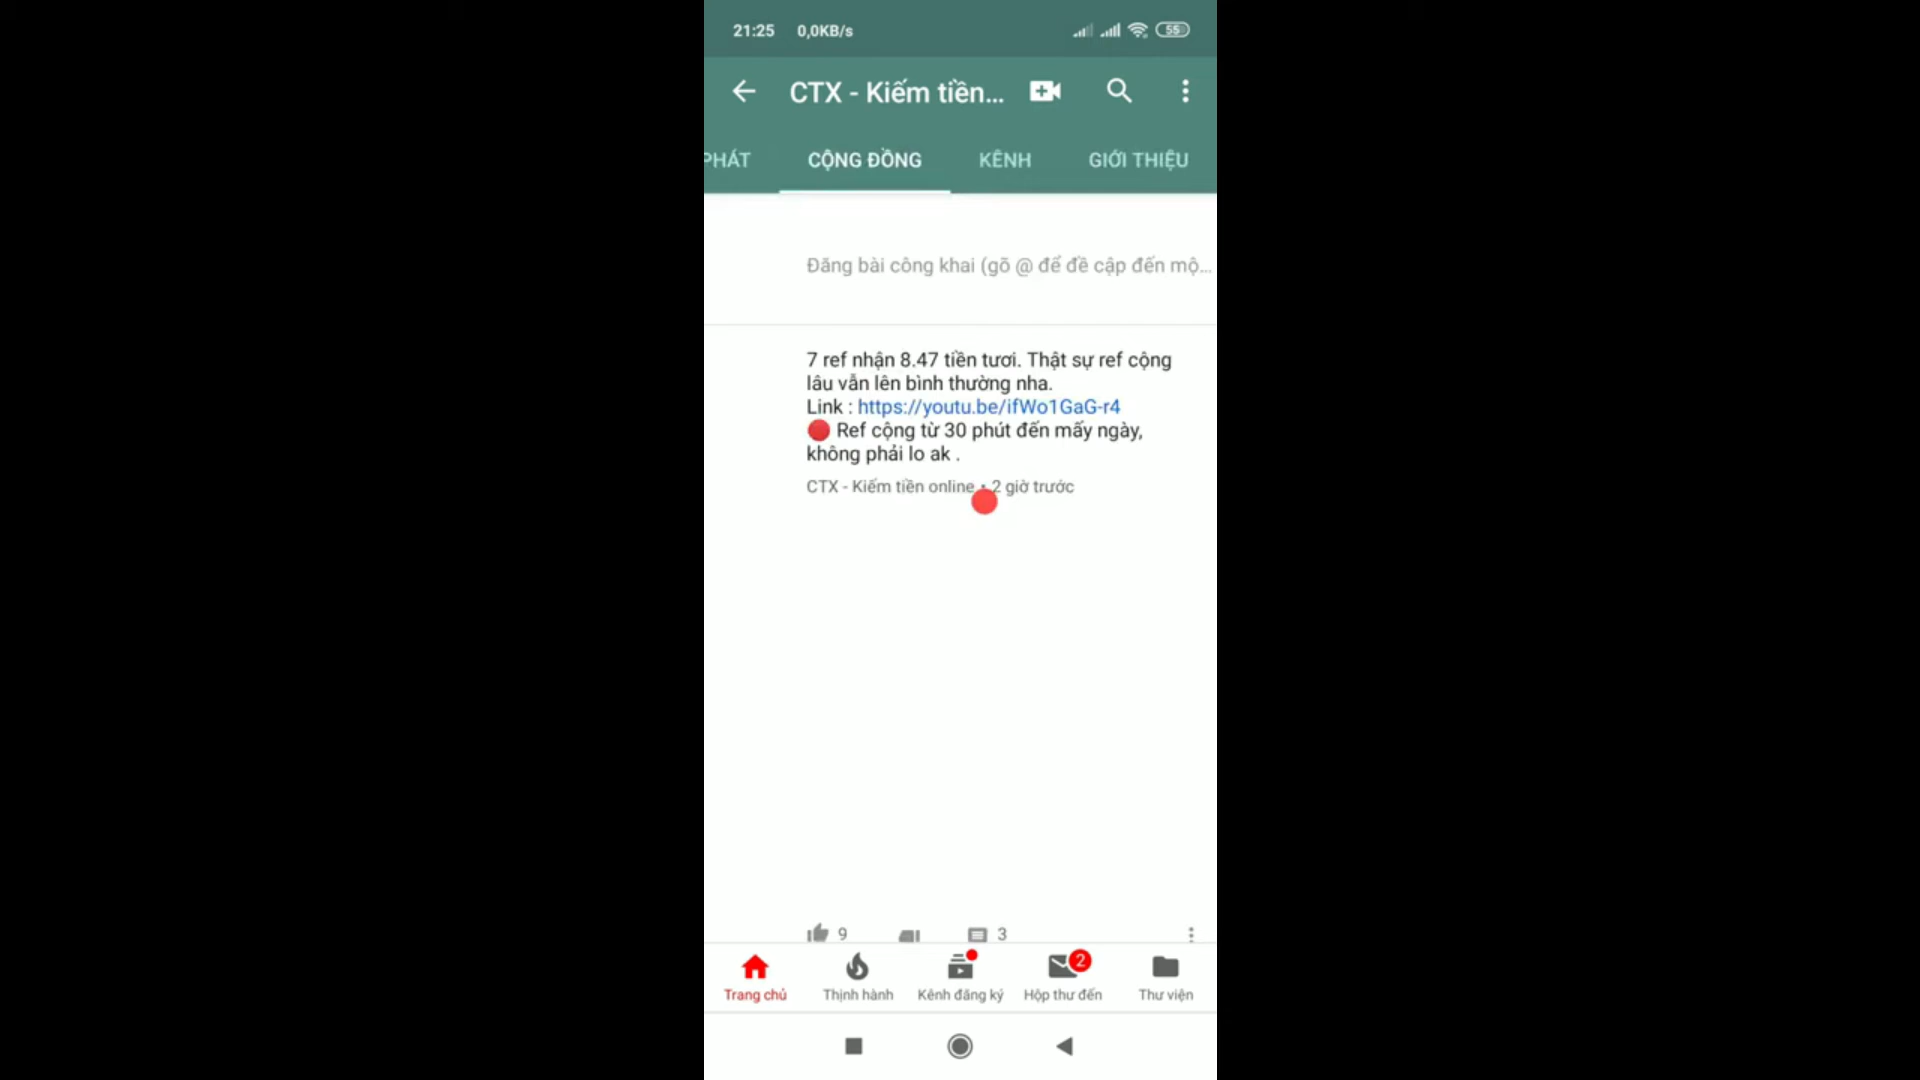 21:25 0,0KB/s 55
CTX - Kiếm tiền...
PHÁT CỘNG ĐỒNG KÊNH GIỚI THIỆU
Đăng bài công khai (gõ @ để đề cập đến mộ...
7 ref nhận 8.47 tiền tươi. Thật sự ref cộng
lâu vẫn lên bình thường nha.
Link : https://youtu.be/ifWo1GaG-r4
🔴 Ref cộng từ 30 phút đến mấy ngày,
không phải lo ak .
CTX - Kiếm tiền online • 2 giờ trước
9 3
2
Trang chủ Thịnh hành Kênh đăng ký Hộp thư đến Thư viện